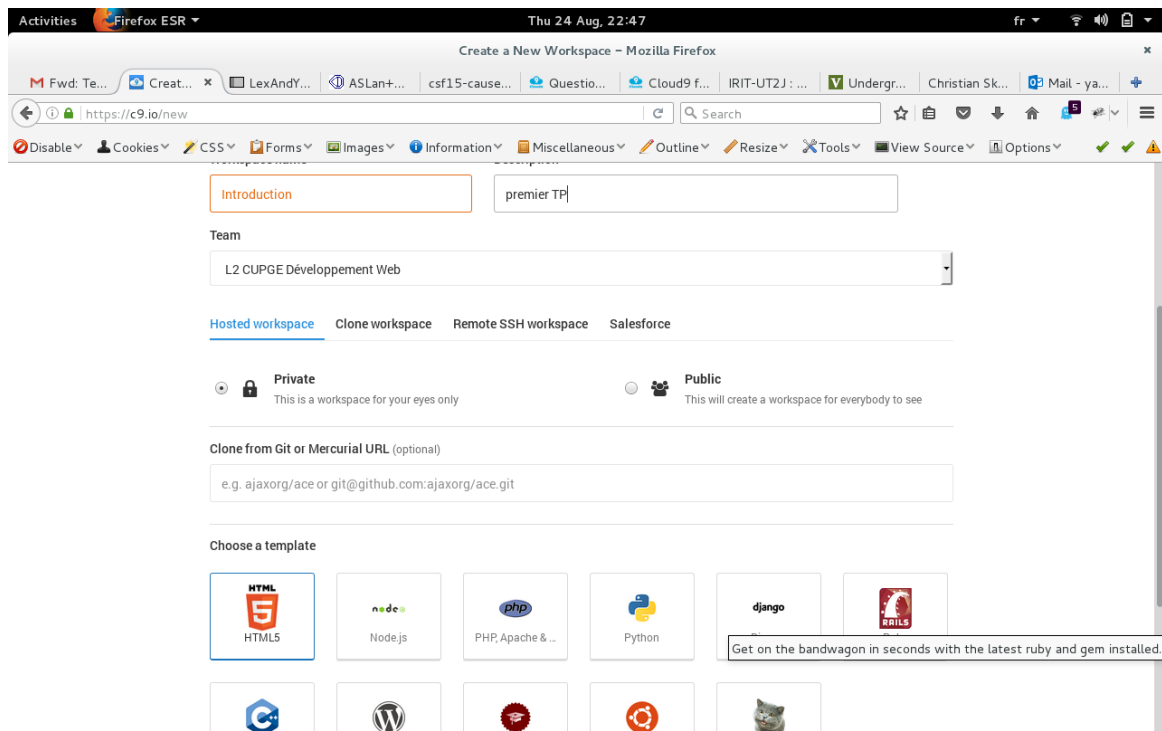 Activities Firefox ESR Thu 24 Aug, 22:47 fr
Create a New Workspace – Mozilla Firefox
Fwd: Te... Creat... LexAndY... ASLan+... csf15-cause... Questio... Cloud9 f... IRIT-UT2J : ... Undergr... Christian Sk... Mail - ya...
https://c9.io/new Search 5
Disable Cookies CSS Forms Images Information Miscellaneous Outline Resize Tools View Source Options
Workspace name Description
Introduction premier TP
Team
L2 CUPGE Développement Web
Hosted workspace Clone workspace Remote SSH workspace Salesforce
Private Public
This is a workspace for your eyes only This will create a workspace for everybody to see
Clone from Git or Mercurial URL (optional)
e.g. ajaxorg/ace or git@github.com:ajaxorg/ace.git
Choose a template
HTML 5 node php django RAILS
HTML5 Node.js PHP, Apache & ... Python
Get on the bandwagon in seconds with the latest ruby and gem installed.
C++ W